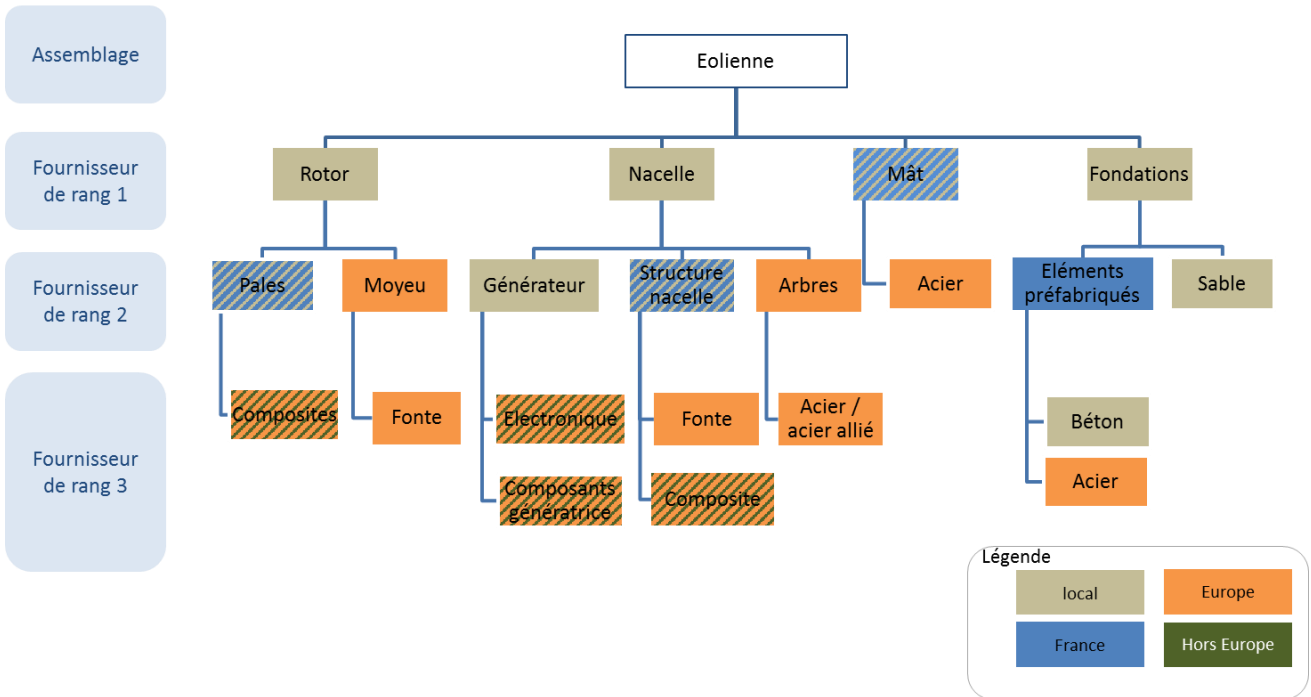 Assemblage
Eolienne
Fournisseur
de rang 1
Rotor
Nacelle
Mât
Fondations
Fournisseur
de rang 2
Pales
Moyeu
Générateur
Structure
nacelle
Arbres
Acier
Eléments
préfabriqués
Sable
Fournisseur
de rang 3
Composites
Fonte
Electronique
Fonte
Acier /
acier allié
Béton
Composants
génératrice
Composite
Acier
Légende
local
Europe
France
Hors Europe